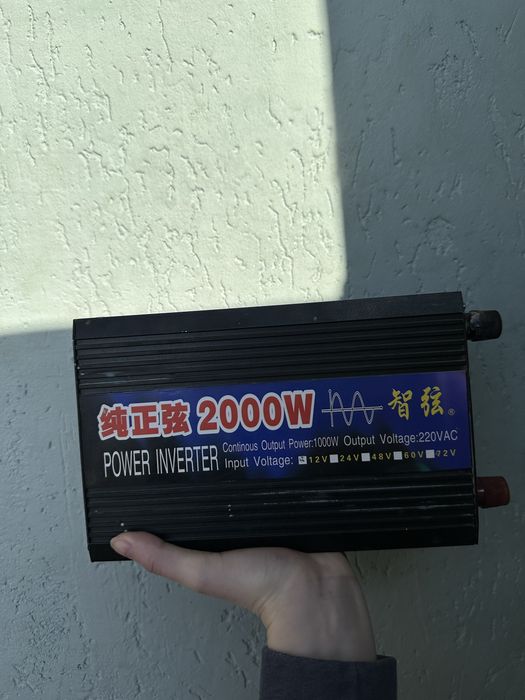 纯正弦 2000W 智弦®
Continous Output Power:1000W Output Voltage:220VAC
POWER INVERTER
Input Voltage: 12V 24V 48V 60V 72V